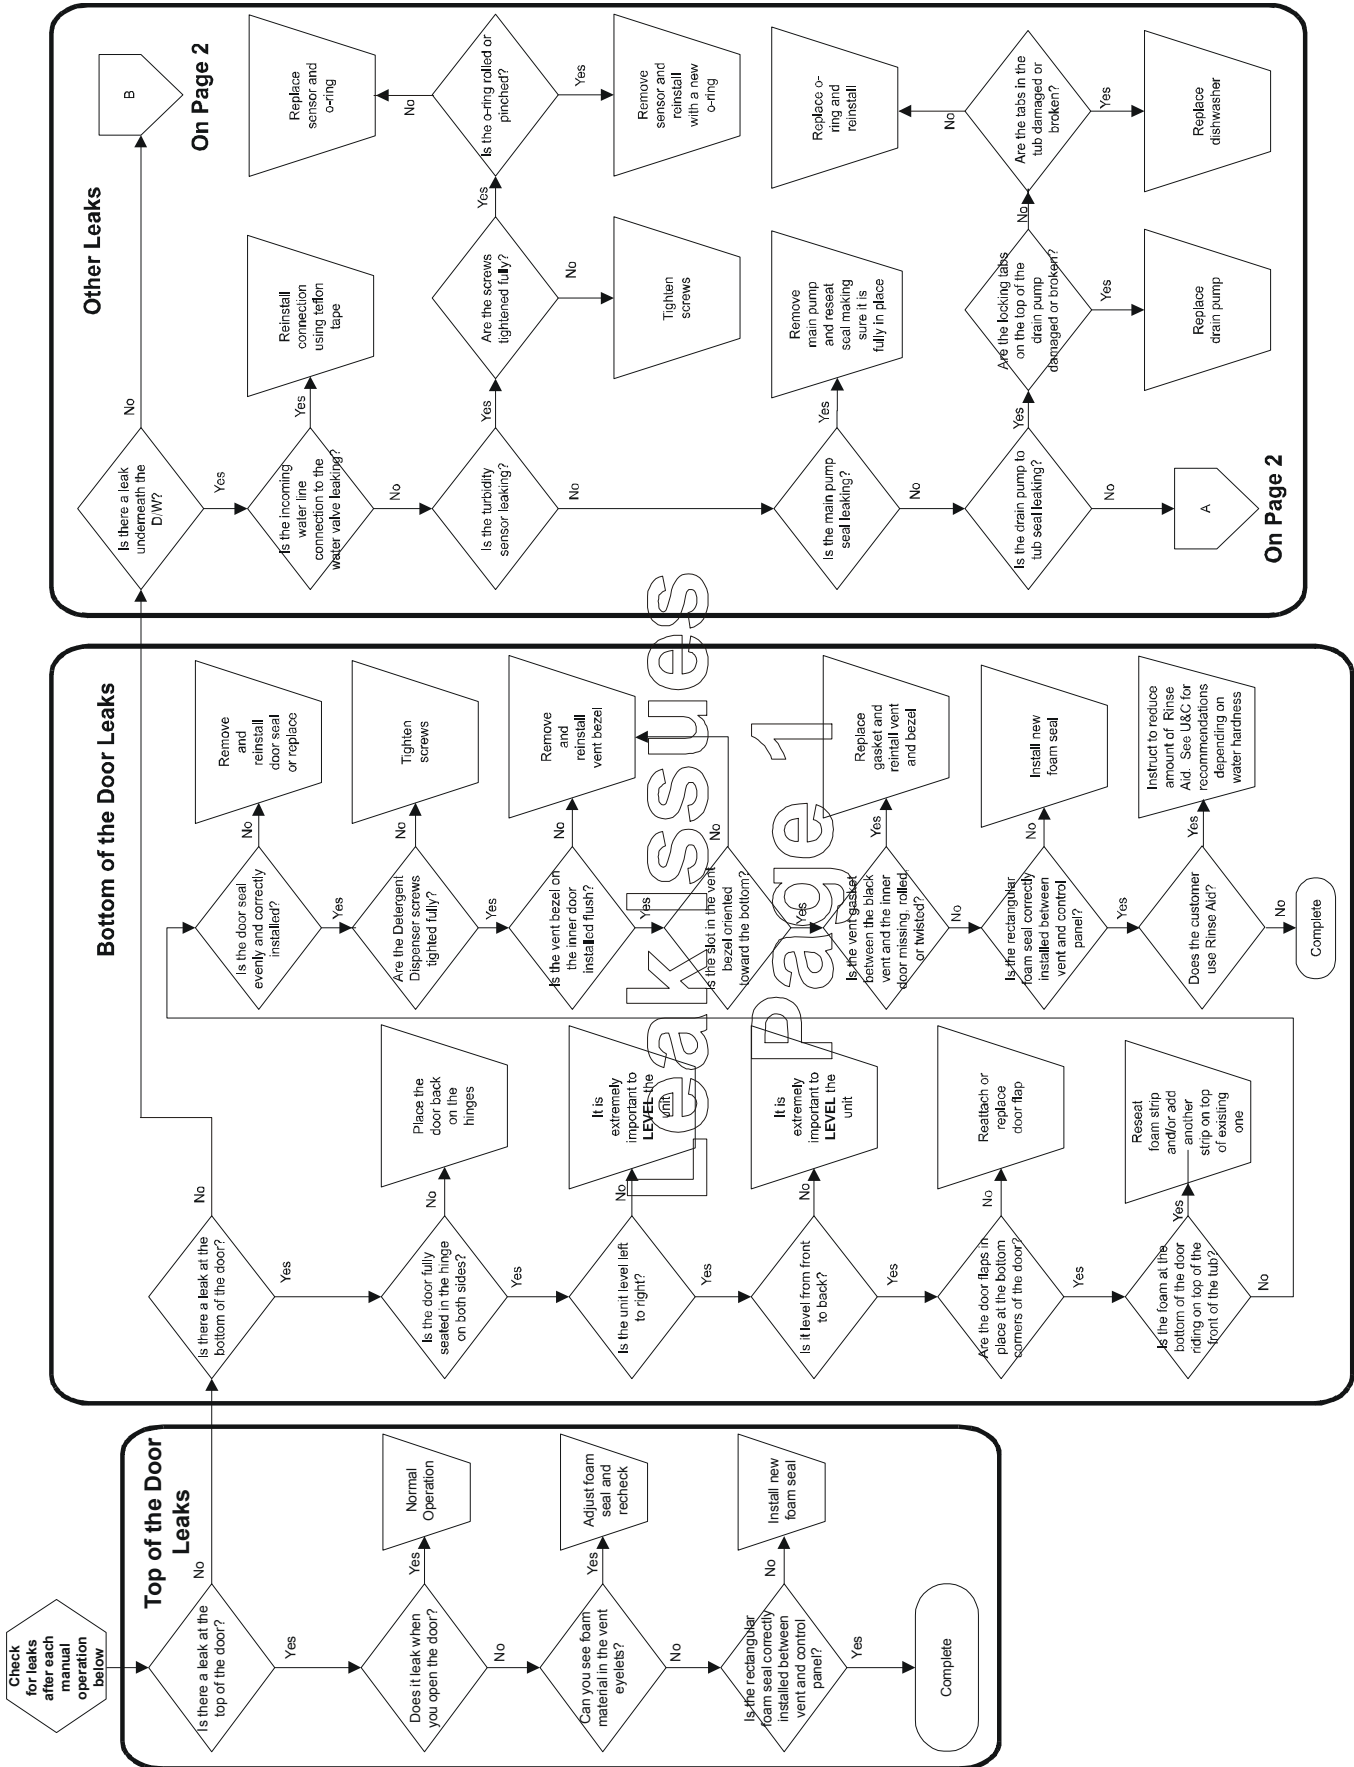 Check
for leaks
after each
manual
operation
below
Top of the Door
Leaks
Is there a leak at the
top of the door?
No
Yes
Does it leak when
you open the door?
Yes
Normal
Operation
No
Can you see foam
material in the vent
eyelets?
Yes
Adjust foam
seal and
recheck
No
Is the rectangular
foam seal correctly
installed between
vent and control
panel?
No
Install new
foam seal
Yes
Complete
Bottom of the Door Leaks
Is there a leak at the
bottom of the door?
No
Yes
Is the door fully
seated in the hinge
on both sides?
No
Place the
door back
on the
hinges
Yes
Is the unit level left
to right?
No
It is
extremely
important to
LEVEL the
unit
Yes
Is it level from front
to back?
No
It is
extremely
important to
LEVEL the
unit
Yes
Are the door flaps in
place at the bottom
corners of the door?
No
Reattach or
replace
door flap
Yes
Is the foam at the
bottom of the door
riding on top of the
front of the tub?
Yes
Reseat
foam strip
and/or add
another
strip on top
of existing
one
No
Is the door seal
evenly and correctly
installed?
No
Remove
and
reinstall
door seal
or replace
Yes
Are the Detergent
Dispenser screws
tighted fully?
No
Tighten
screws
Yes
Is the vent bezel on
the inner door
installed flush?
No
Remove
and
reinstall
vent bezel
Yes
Is the slot in the vent
bezel oriented
toward the bottom?
No
Yes
Is the vent gasket
between the black
vent and the inner
door missing, rolled,
or twisted?
Yes
Replace
gasket and
reintall vent
and bezel
No
Is the rectangular
foam seal correctly
installed between
vent and control
panel?
No
Install new
foam seal
Yes
Does the customer
use Rinse Aid?
Yes
Instruct to reduce
amount of Rinse
Aid. See U&C for
recommendations
depending on
water hardness
No
Complete
Leak Issues
Page 1
Other Leaks
Is there a leak
underneath the
D/W?
No
B
On Page 2
Yes
Is the incoming
water line
connection to the
water valve leaking?
Yes
Reinstall
connection
using teflon
tape
No
Is the turbidity
sensor leaking?
Yes
Are the screws
tightened fully?
Yes
Is the o-ring rolled or
pinched?
No
Replace
sensor and
o-ring
Yes
Remove
sensor and
reinstall
with a new
o-ring
No
Tighten
screws
No
Is the main pump
seal leaking?
Yes
Remove
main pump
and reseat
seal making
sure it is
fully in place
No
Is the drain pump to
tub seal leaking?
Yes
Are the locking tabs
on the top of the
drain pump
damaged or broken?
No
Are the tabs in the
tub damaged or
broken?
No
Replace o-
ring and
reinstall
Yes
Replace
dishwasher
Yes
Replace
drain pump
No
A
On Page 2